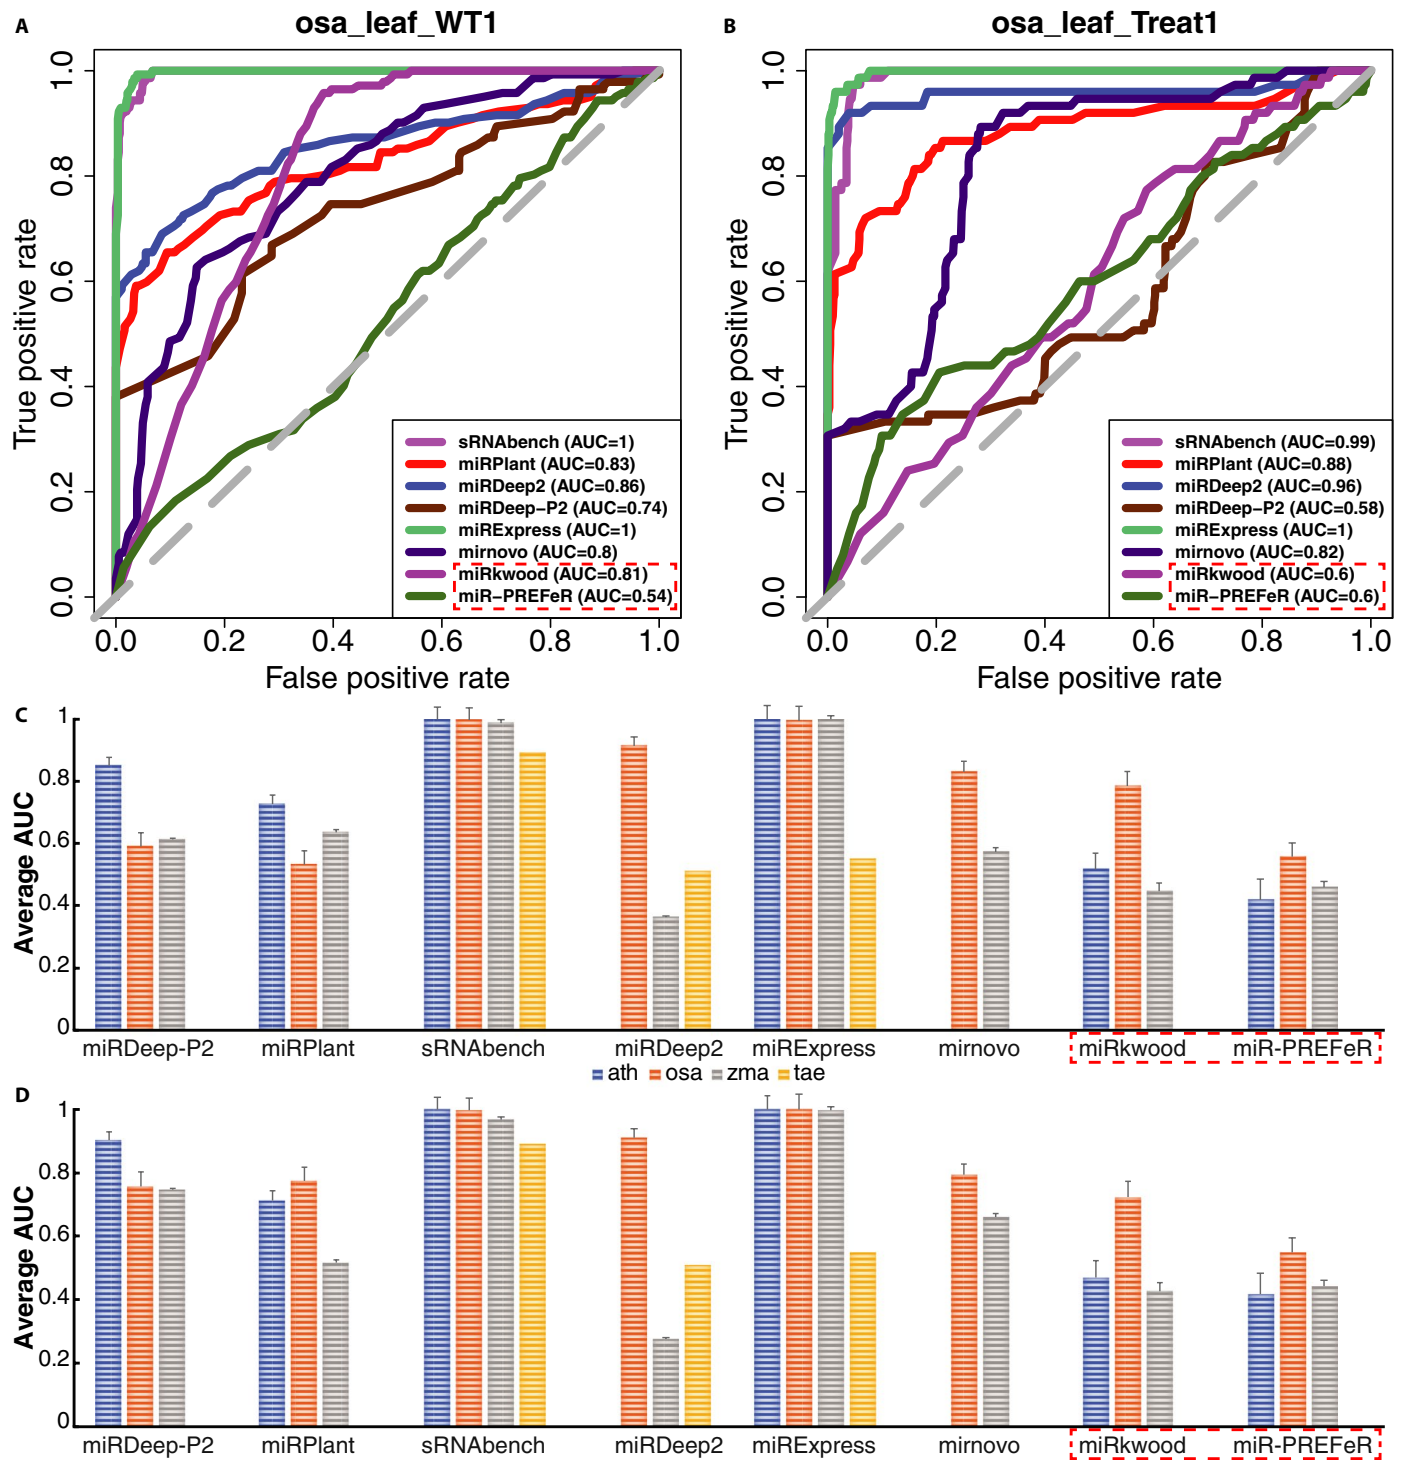 A
osa_leaf_WT1
True positive rate
1.0
0.8
0.6
0.4
0.2
0.0
sRNAbench (AUC=1)
miRPlant (AUC=0.83)
miRDeep2 (AUC=0.86)
miRDeep−P2 (AUC=0.74)
miRExpress (AUC=1)
mirnovo (AUC=0.8)
miRkwood (AUC=0.81)
miR−PREFeR (AUC=0.54)
0.0 0.2 0.4 0.6 0.8 1.0
False positive rate
B
osa_leaf_Treat1
True positive rate
1.0
0.8
0.6
0.4
0.2
0.0
sRNAbench (AUC=0.99)
miRPlant (AUC=0.88)
miRDeep2 (AUC=0.96)
miRDeep−P2 (AUC=0.58)
miRExpress (AUC=1)
mirnovo (AUC=0.82)
miRkwood (AUC=0.6)
miR−PREFeR (AUC=0.6)
0.0 0.2 0.4 0.6 0.8 1.0
False positive rate
C
Average AUC
1
0.8
0.6
0.4
0.2
0
miRDeep-P2 miRPlant sRNAbench miRDeep2 miRExpress mirnovo miRkwood miR-PREFeR
ath osa zma tae
D
Average AUC
1
0.8
0.6
0.4
0.2
0
miRDeep-P2 miRPlant sRNAbench miRDeep2 miRExpress mirnovo miRkwood miR-PREFeR